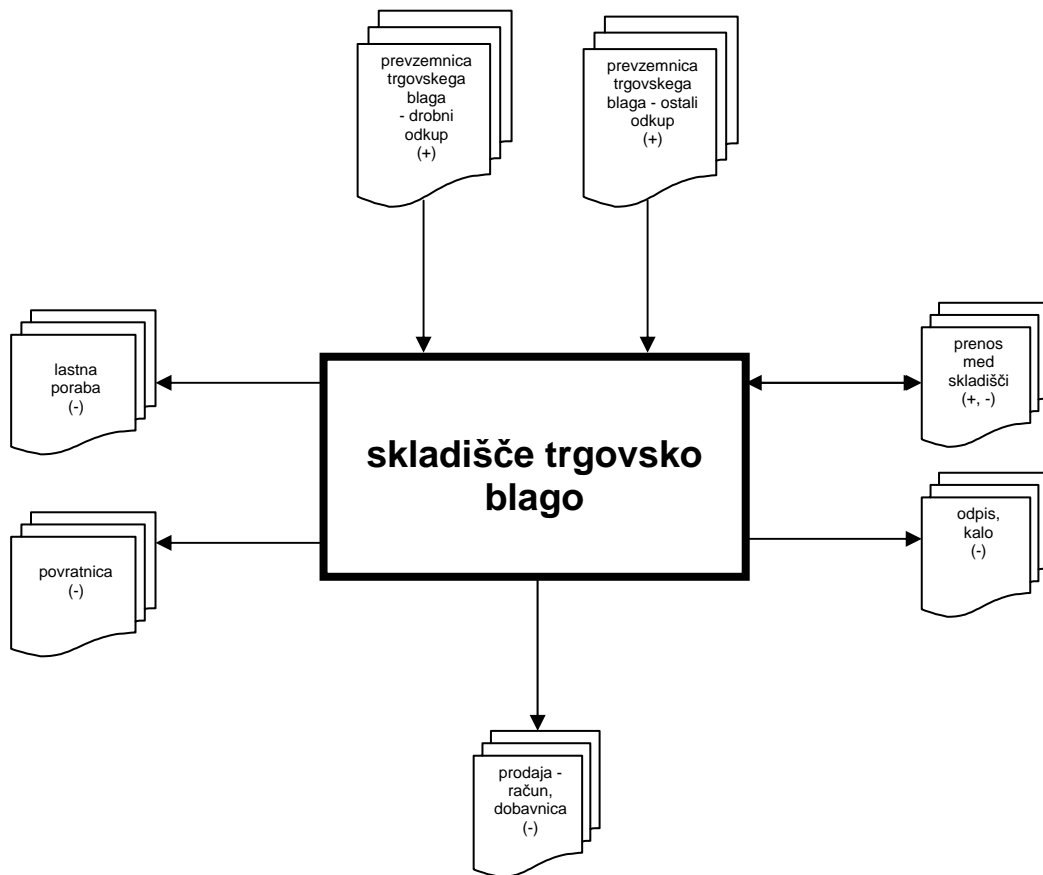 prevzemnica
trgovskega
blaga
- drobni
odkup
(+)
prevzemnica
trgovskega
blaga - ostali
odkup
(+)
lastna
poraba
(-)
prenos
med
skladišči
(+, -)
skladišče trgovsko
blago
povratnica
(-)
odpis,
kalo
(-)
prodaja -
račun,
dobavnica
(-)